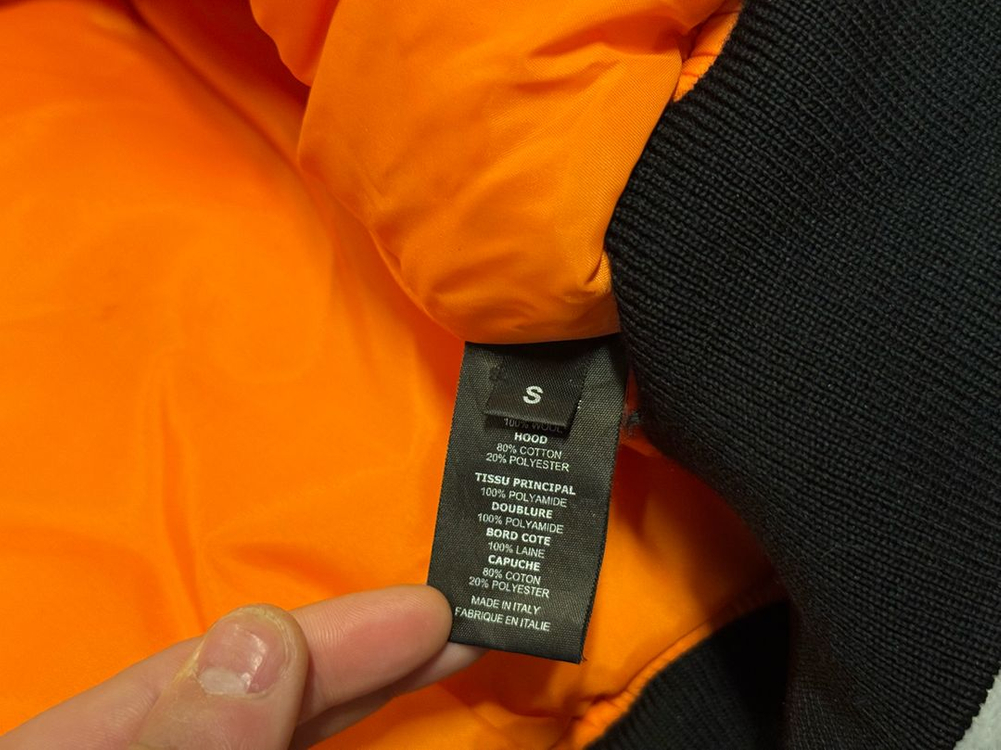 S
100% WOOL
HOOD
80% COTTON
20% POLYESTER
TISSU PRINCIPAL
100% POLYAMIDE
DOUBLURE
100% POLYAMIDE
BORD COTE
100% LAINE
CAPUCHE
80% COTON
20% POLYESTER
MADE IN ITALY
FABRIQUE EN ITALIE